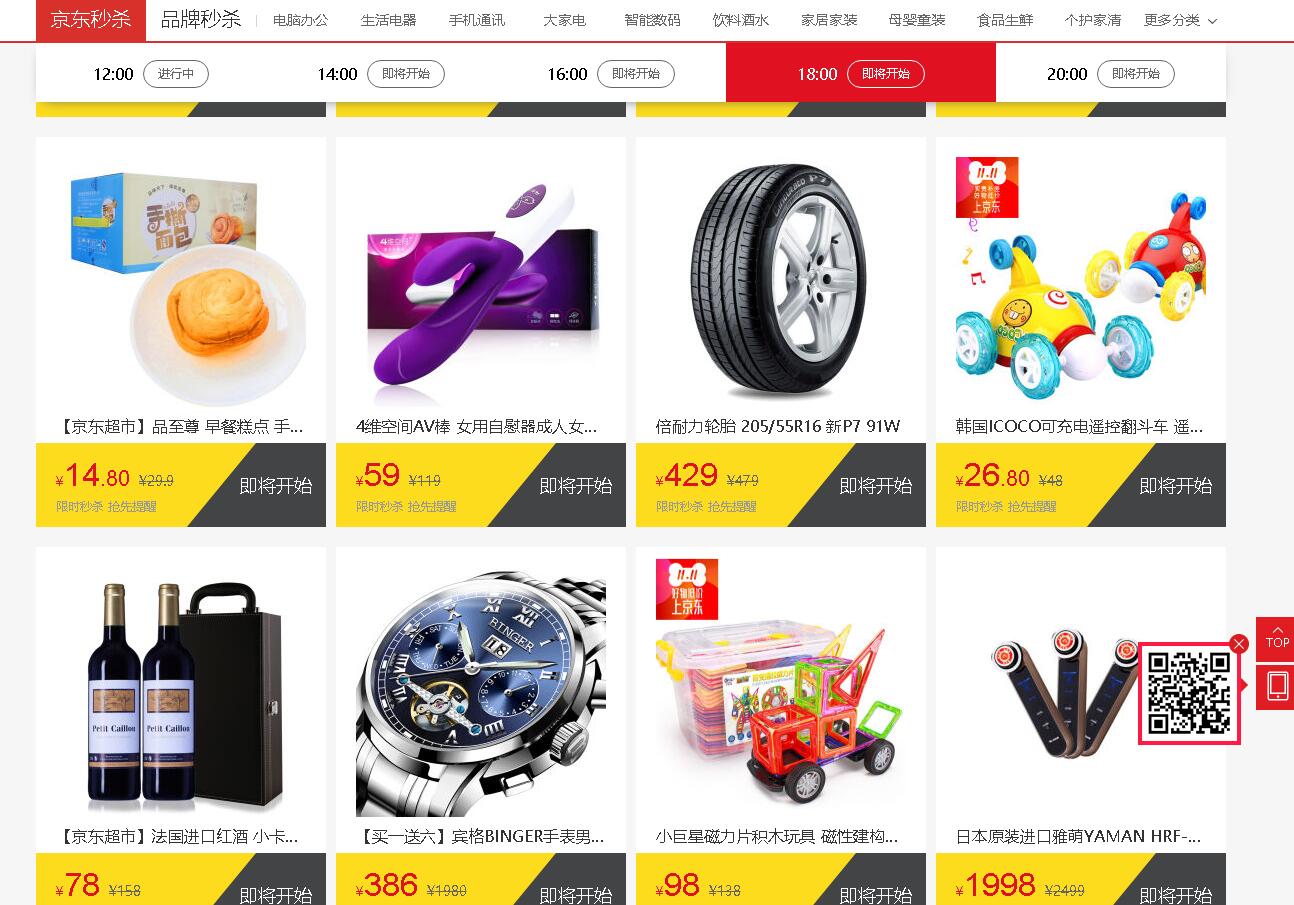 京东秒杀 品牌秒杀 电脑办公 生活电器 手机通讯 大家电 智能数码 饮料酒水 家居家装 母婴童装 食品生鲜 个护家清 更多分类
12:00 进行中 14:00 即将开始 16:00 即将开始 18:00 即将开始 20:00 即将开始
手撕
面包
4维空间
CINTURATO P7
11.11
上京东
【京东超市】品至尊 早餐糕点 手...
4维空间AV棒 女用自慰器成人女...
倍耐力轮胎 205/55R16 新P7 91W
韩国ICOCO可充电遥控翻斗车 遥...
¥14.80 ¥29.9 即将开始
限时秒杀 抢先提醒
¥59 ¥119 即将开始
限时秒杀 抢先提醒
¥429 ¥479 即将开始
限时秒杀 抢先提醒
¥26.80 ¥48 即将开始
限时秒杀 抢先提醒
Petit Caillou
Petit Caillou
BINGER
SAT SUN
TUE
11.11
好物低价
上京东
TOP
【京东超市】法国进口红酒 小卡...
【买一送六】宾格BINGER手表男...
小巨星磁力片积木玩具 磁性建构...
日本原装进口雅萌YAMAN HRF-...
¥78 ¥158 即将开始
¥386 ¥1980 即将开始
¥98 ¥138 即将开始
¥1998 ¥2499 即将开始